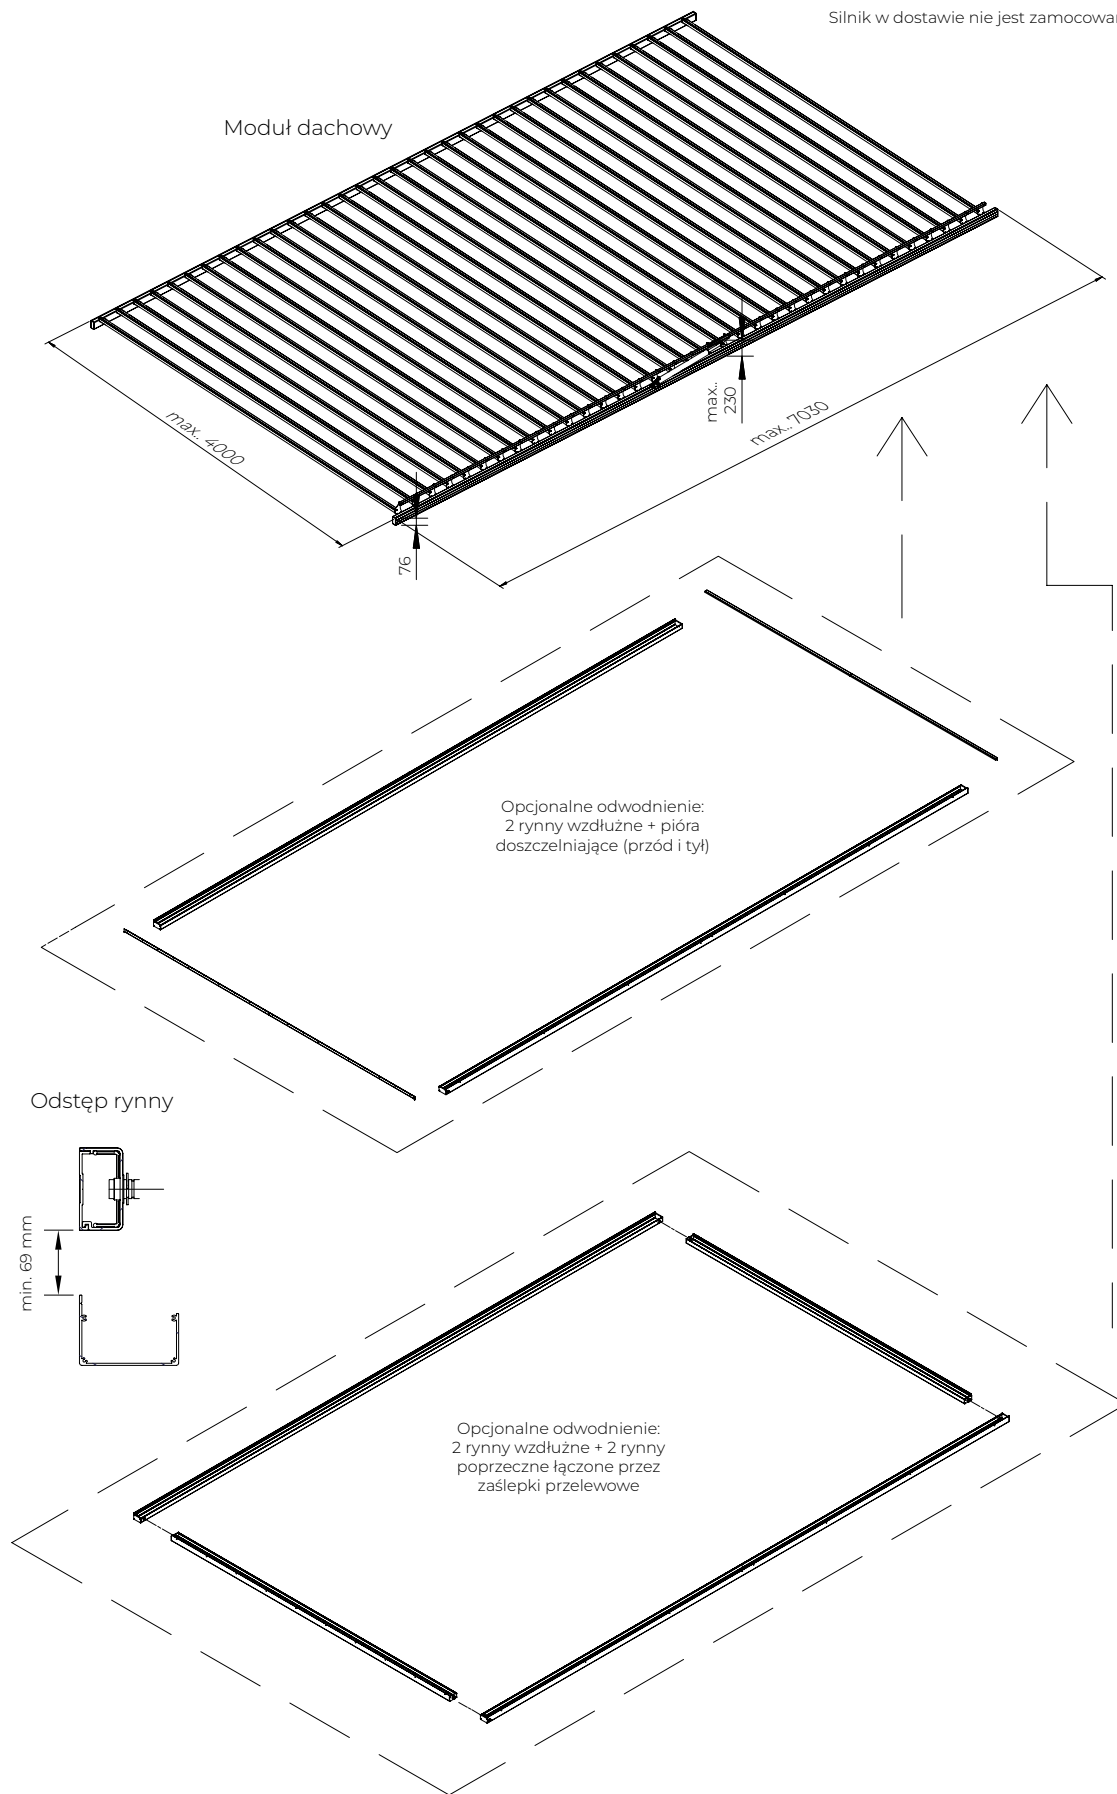 Silnik w dostawie nie jest
Moduł dachowy
max.. 4000
max..
230
max.. 7030
76
Opcjonalne odwodnienie:
2 rynny wzdłużne + pióra
doszczelniające (przód i tył)
Odstęp rynny
min. 69 mm
Opcjonalne odwodnienie:
2 rynny wzdłużne + 2 rynny
poprzeczne łączone przez
zaślepki przelewowe